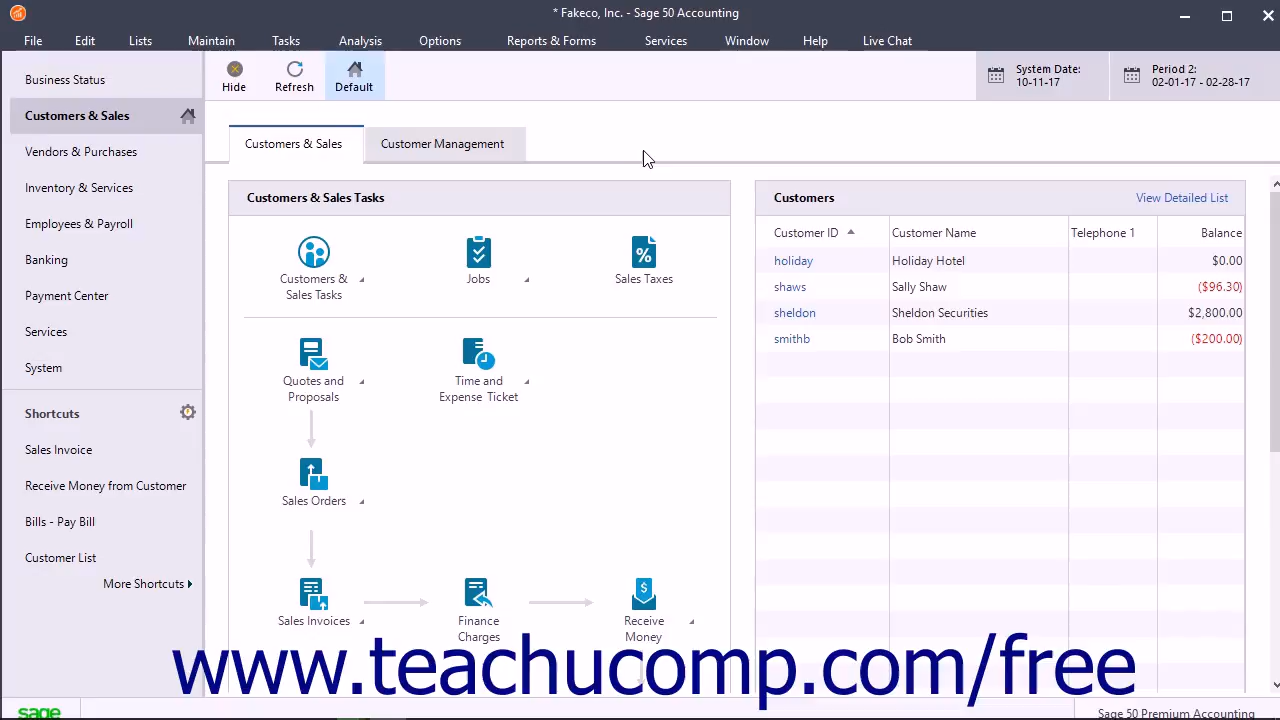 * Fakeco, Inc. - Sage 50 Accounting
File Edit Lists Maintain Tasks Analysis Options Reports & Forms Services Window Help Live Chat
Business Status
Customers & Sales
Vendors & Purchases
Inventory & Services
Employees & Payroll
Banking
Payment Center
Services
System
Shortcuts
Sales Invoice
Receive Money from Customer
Bills - Pay Bill
Customer List
More Shortcuts
Hide Refresh Default
System Date:
10-11-17
Period 2:
02-01-17 - 02-28-17
Customers & Sales Customer Management
Customers & Sales Tasks
Customers &
Sales Tasks
Jobs
Sales Taxes
Quotes and
Proposals
Time and
Expense Ticket
Sales Orders
Sales Invoices
Finance
Charges
Receive
Money
Customers View Detailed List
Customer ID Customer Name Telephone 1 Balance
holiday Holiday Hotel $0.00
shaws Sally Shaw ($96.30)
sheldon Sheldon Securities $2,800.00
smithb Bob Smith ($200.00)
www.teachucomp.com/free
sage
Sage 50 Premium Accounting